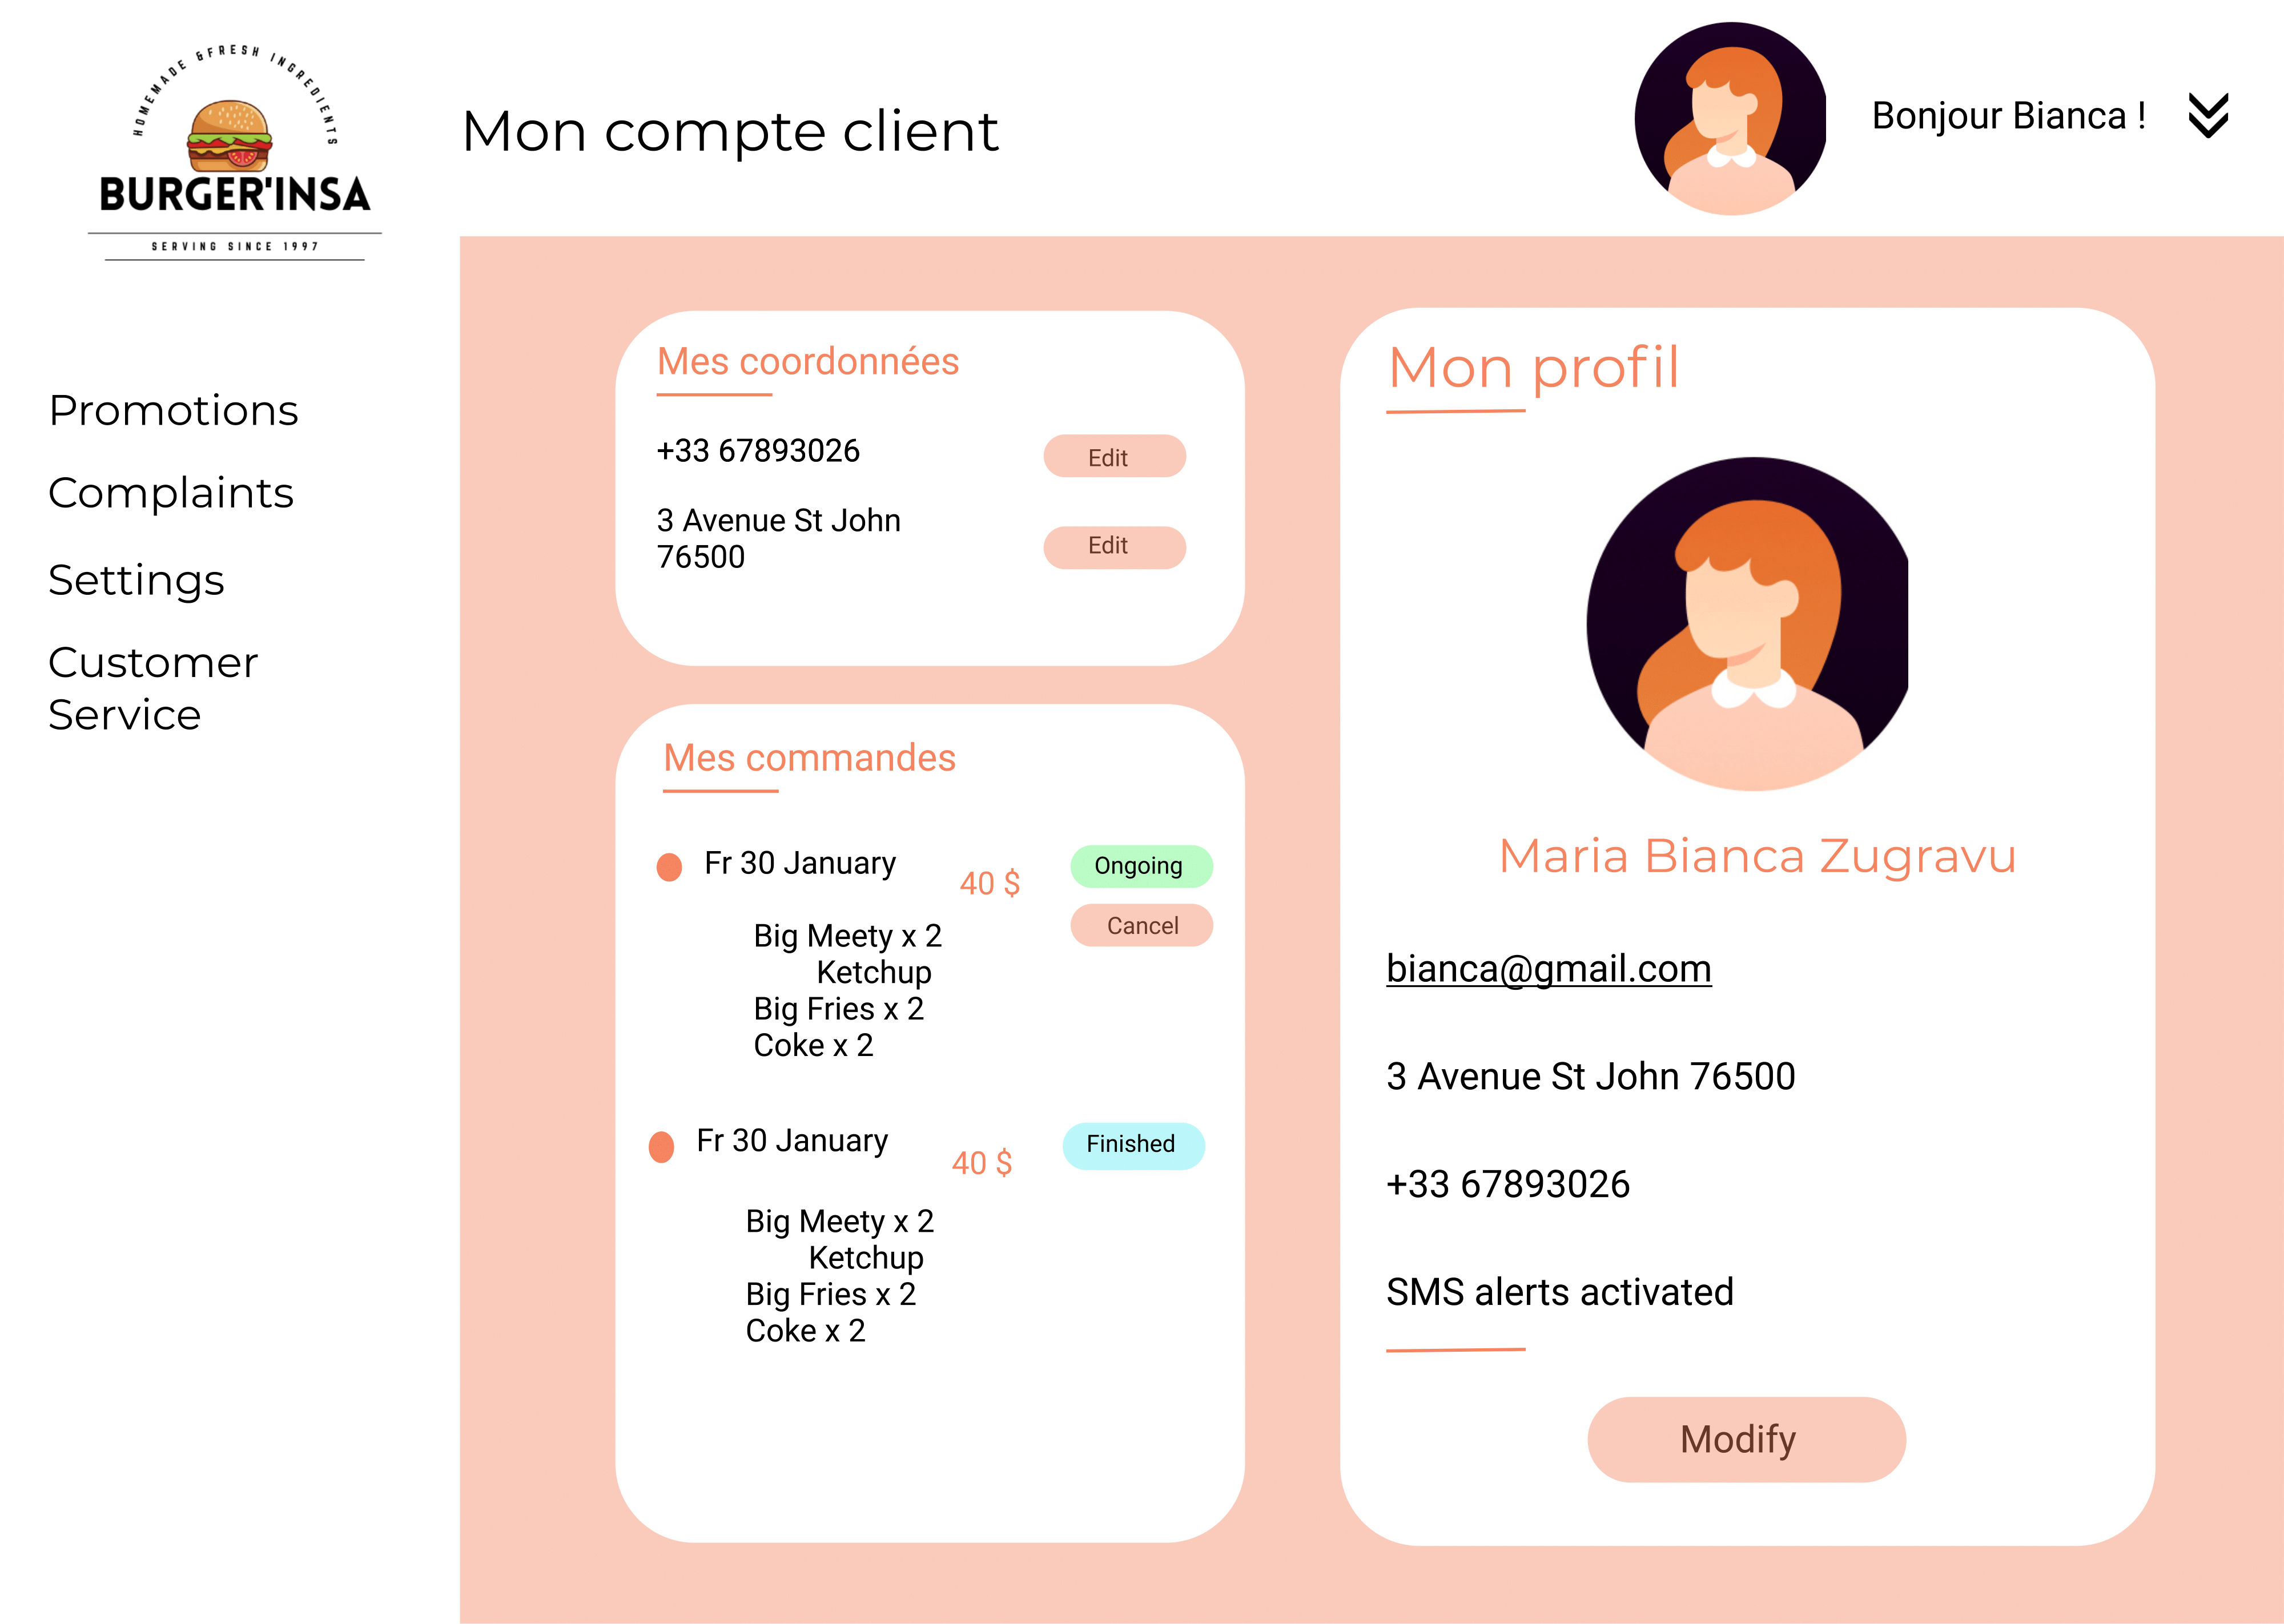 HOMEMADE &FRESH INGREDIENTS
BURGER'INSA
SERVING SINCE 1997
Mon compte client
Bonjour Bianca !
Promotions
Complaints
Settings
Customer
Service
Mes coordonnées
+33 67893026
Edit
3 Avenue St John
76500
Edit
Mes commandes
Fr 30 January
40 $
Ongoing
Cancel
Big Meety x 2
Ketchup
Big Fries x 2
Coke x 2
Fr 30 January
40 $
Finished
Big Meety x 2
Ketchup
Big Fries x 2
Coke x 2
Mon profil
Maria Bianca Zugravu
bianca@gmail.com
3 Avenue St John 76500
+33 67893026
SMS alerts activated
Modify